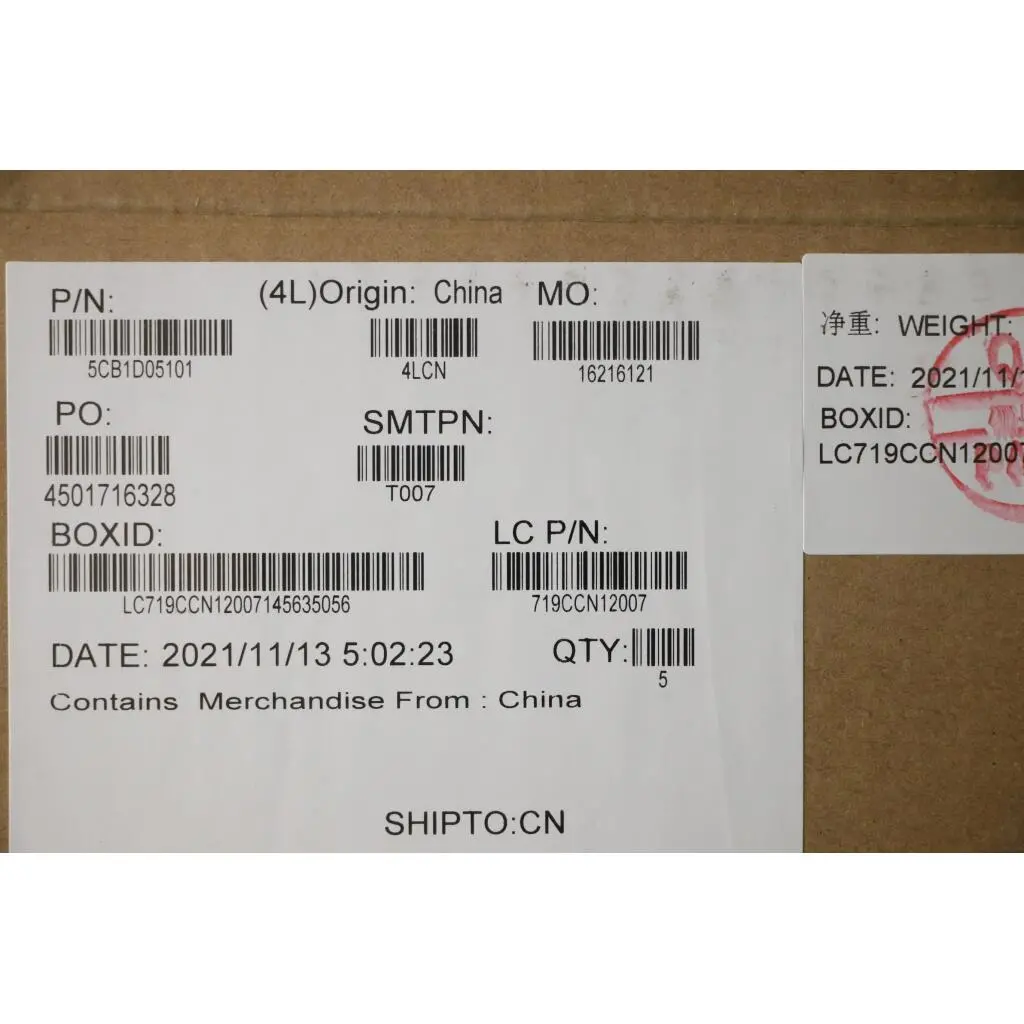 P/N: (4L)Origin: China MO:
5CB1D05101 4LCN 16216121
PO: SMTPN:
4501716328 T007
BOXID: LC P/N:
LC719CCN12007145635056 719CCN12007
DATE: 2021/11/13 5:02:23 QTY:
5
Contains Merchandise From : China
SHIPTO:CN
净重: WEIGHT:
DATE: 2021/11/1
BOXID:
LC719CCN12007